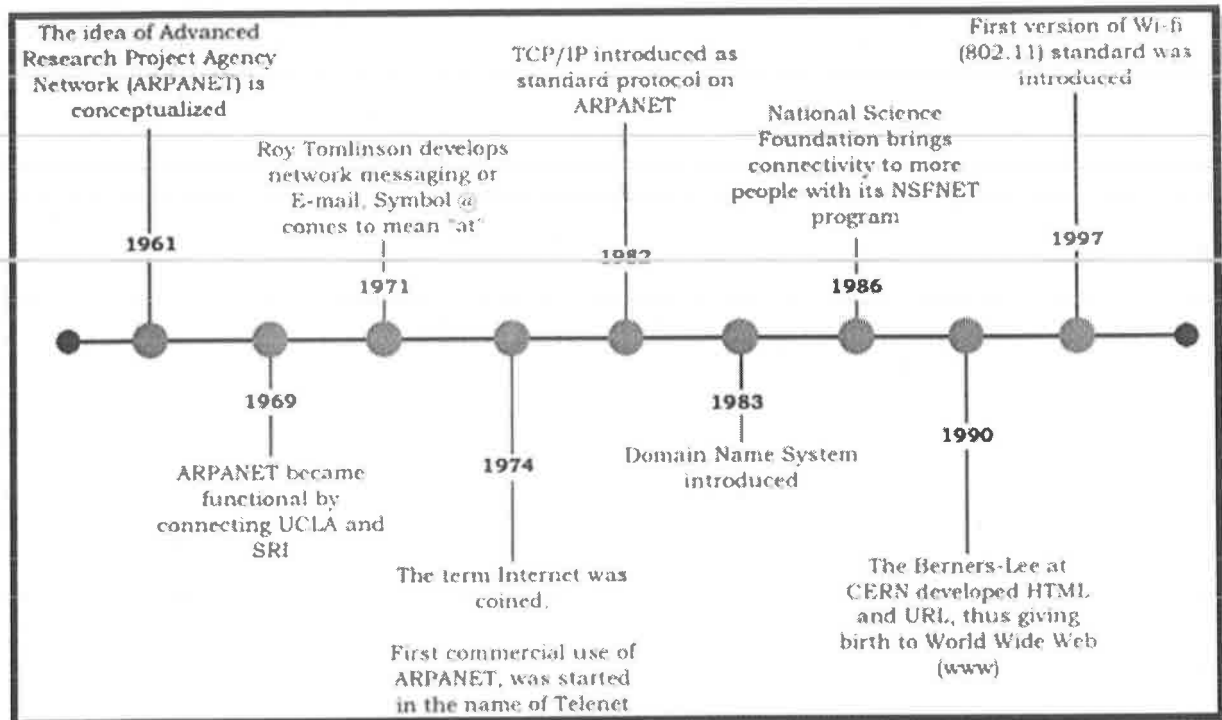 The idea of Advanced
Research Project Agency
Network (ARPANET) is
conceptualized
1961
1969
ARPANET became
functional by
connecting UCLA and
SRI
Roy Tomlinson develops
network messaging or
E-mail, Symbol @
comes to mean "at"
1971
1974
The term Internet was
coined.
First commercial use of
ARPANET, was started
in the name of Telenet
TCP/IP introduced as
standard protocol on
ARPANET
1982
1983
Domain Name System
introduced
National Science
Foundation brings
connectivity to more
people with its NSFNET
program
1986
1990
The Berners-Lee at
CERN developed HTML
and URL, thus giving
birth to World Wide Web
(www)
First version of Wi-fi
(802.11) standard was
introduced
1997